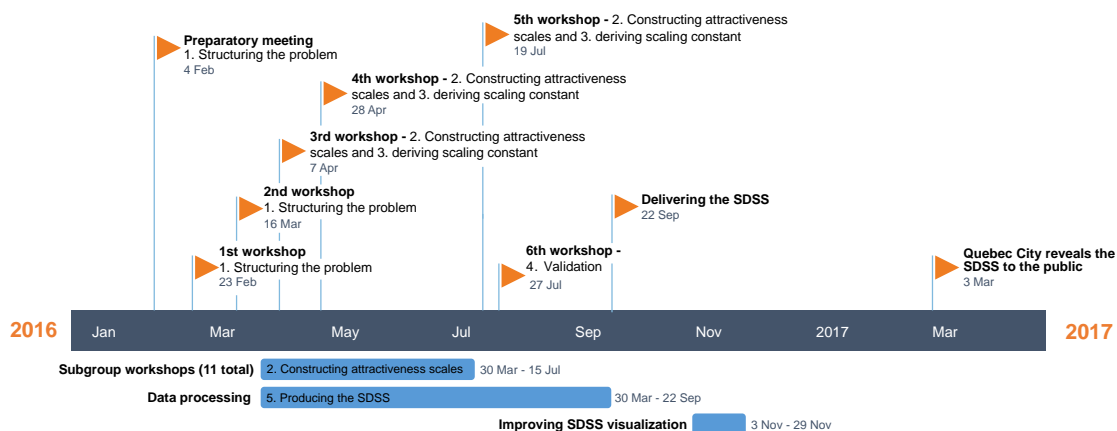 5th workshop - 2. Constructing attractiveness
scales and 3. deriving scaling constant
19 Jul
Preparatory meeting
1. Structuring the problem
4 Feb
4th workshop - 2. Constructing attractiveness
scales and 3. deriving scaling constant
28 Apr
3rd workshop - 2. Constructing attractiveness
scales and 3. deriving scaling constant
7 Apr
2nd workshop
1. Structuring the problem
16 Mar
Delivering the SDSS
22 Sep
1st workshop
1. Structuring the problem
23 Feb
6th workshop -
4. Validation
27 Jul
Quebec City reveals the
SDSS to the public
3 Mar
2016 Jan Mar May Jul Sep Nov 2017 Mar 2017
Subgroup workshops (11 total) 2. Constructing attractiveness scales 30 Mar - 15 Jul
Data processing 5. Producing the SDSS 30 Mar - 22 Sep
Improving SDSS visualization 3 Nov - 29 Nov